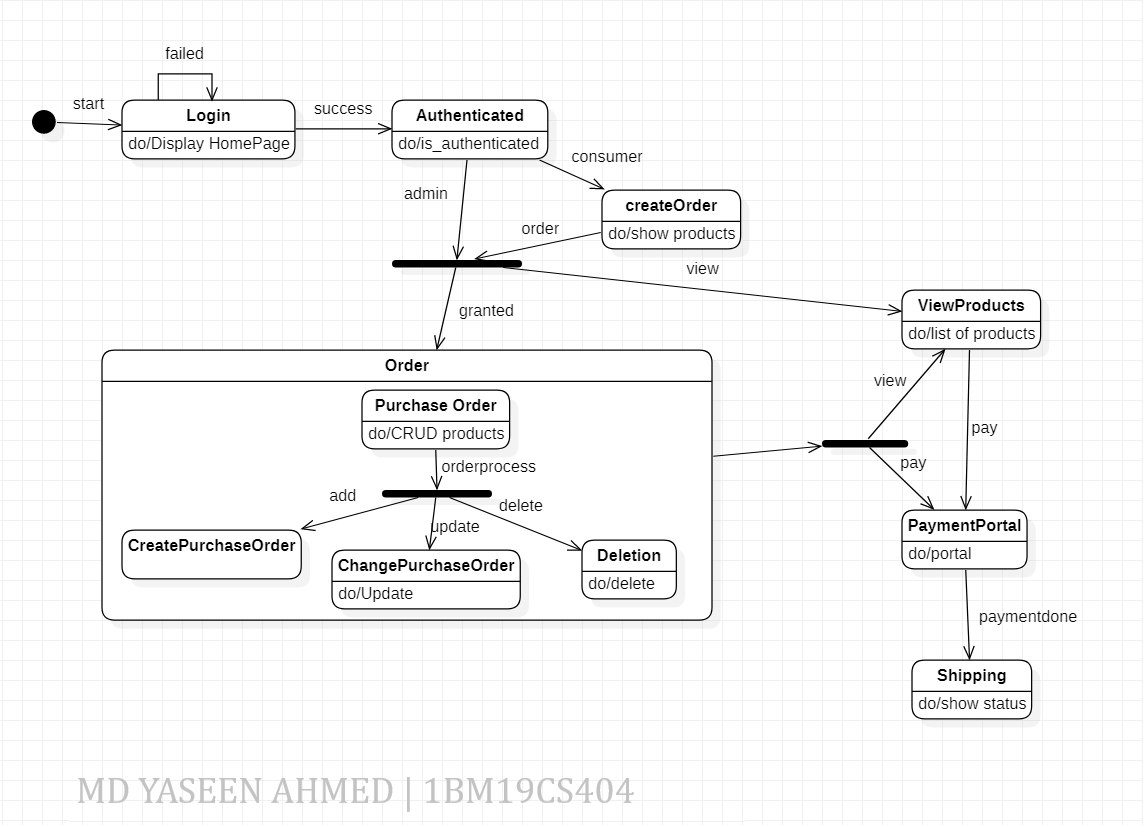 failed
start
Login
do/Display HomePage
success
Authenticated
do/is_authenticated
consumer
admin
createOrder
do/show products
order
view
granted
ViewProducts
do/list of products
Order
Purchase Order
do/CRUD products
orderprocess
add
update
delete
CreatePurchaseOrder
ChangePurchaseOrder
do/Update
Deletion
do/delete
view
pay
pay
PaymentPortal
do/portal
paymentdone
Shipping
do/show status
MD YASEEN AHMED | 1BM19CS404